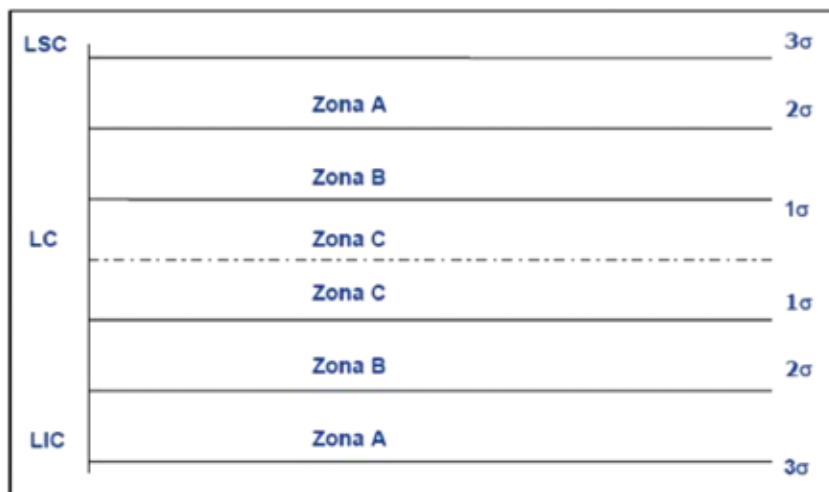 LSC
3σ
Zona A
2σ
Zona B
1σ
LC
Zona C
Zona C
1σ
Zona B
2σ
LIC
Zona A
3σ